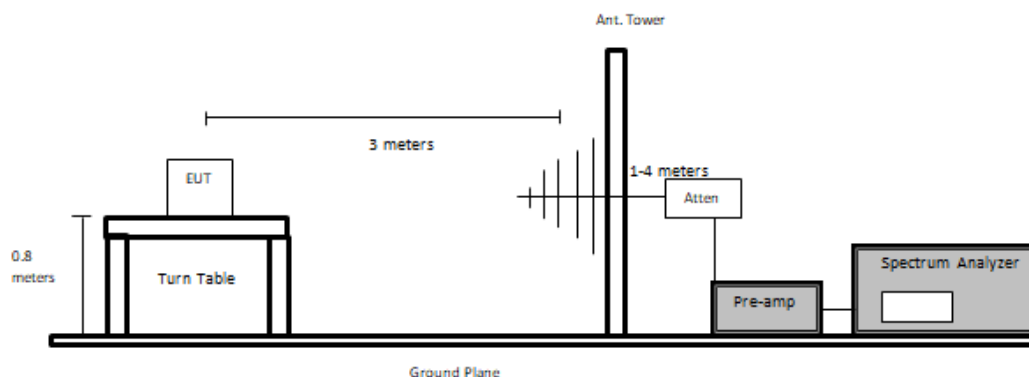 Ant. Tower
3 meters
EUT
1-4 meters
Atten
0.8
meters
Turn Table
Spectrum Analyzer
Pre-amp
Ground Plane